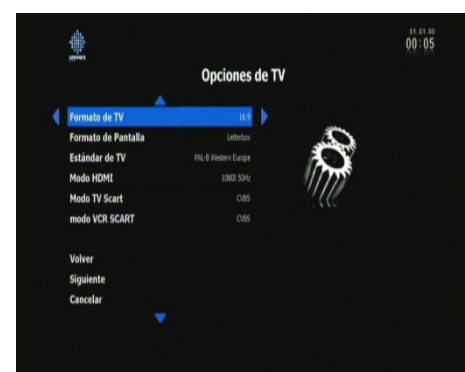 01.01.00
00:05
univers
Opciones de TV
Formato de TV 16:9
Formato de Pantalla Letterbox
Estándar de TV PAL-B Western Europe
Modo HDMI 1080I 50Hz
Modo TV Scart CVBS
modo VCR SCART CVBS
Volver
Siguiente
Cancelar